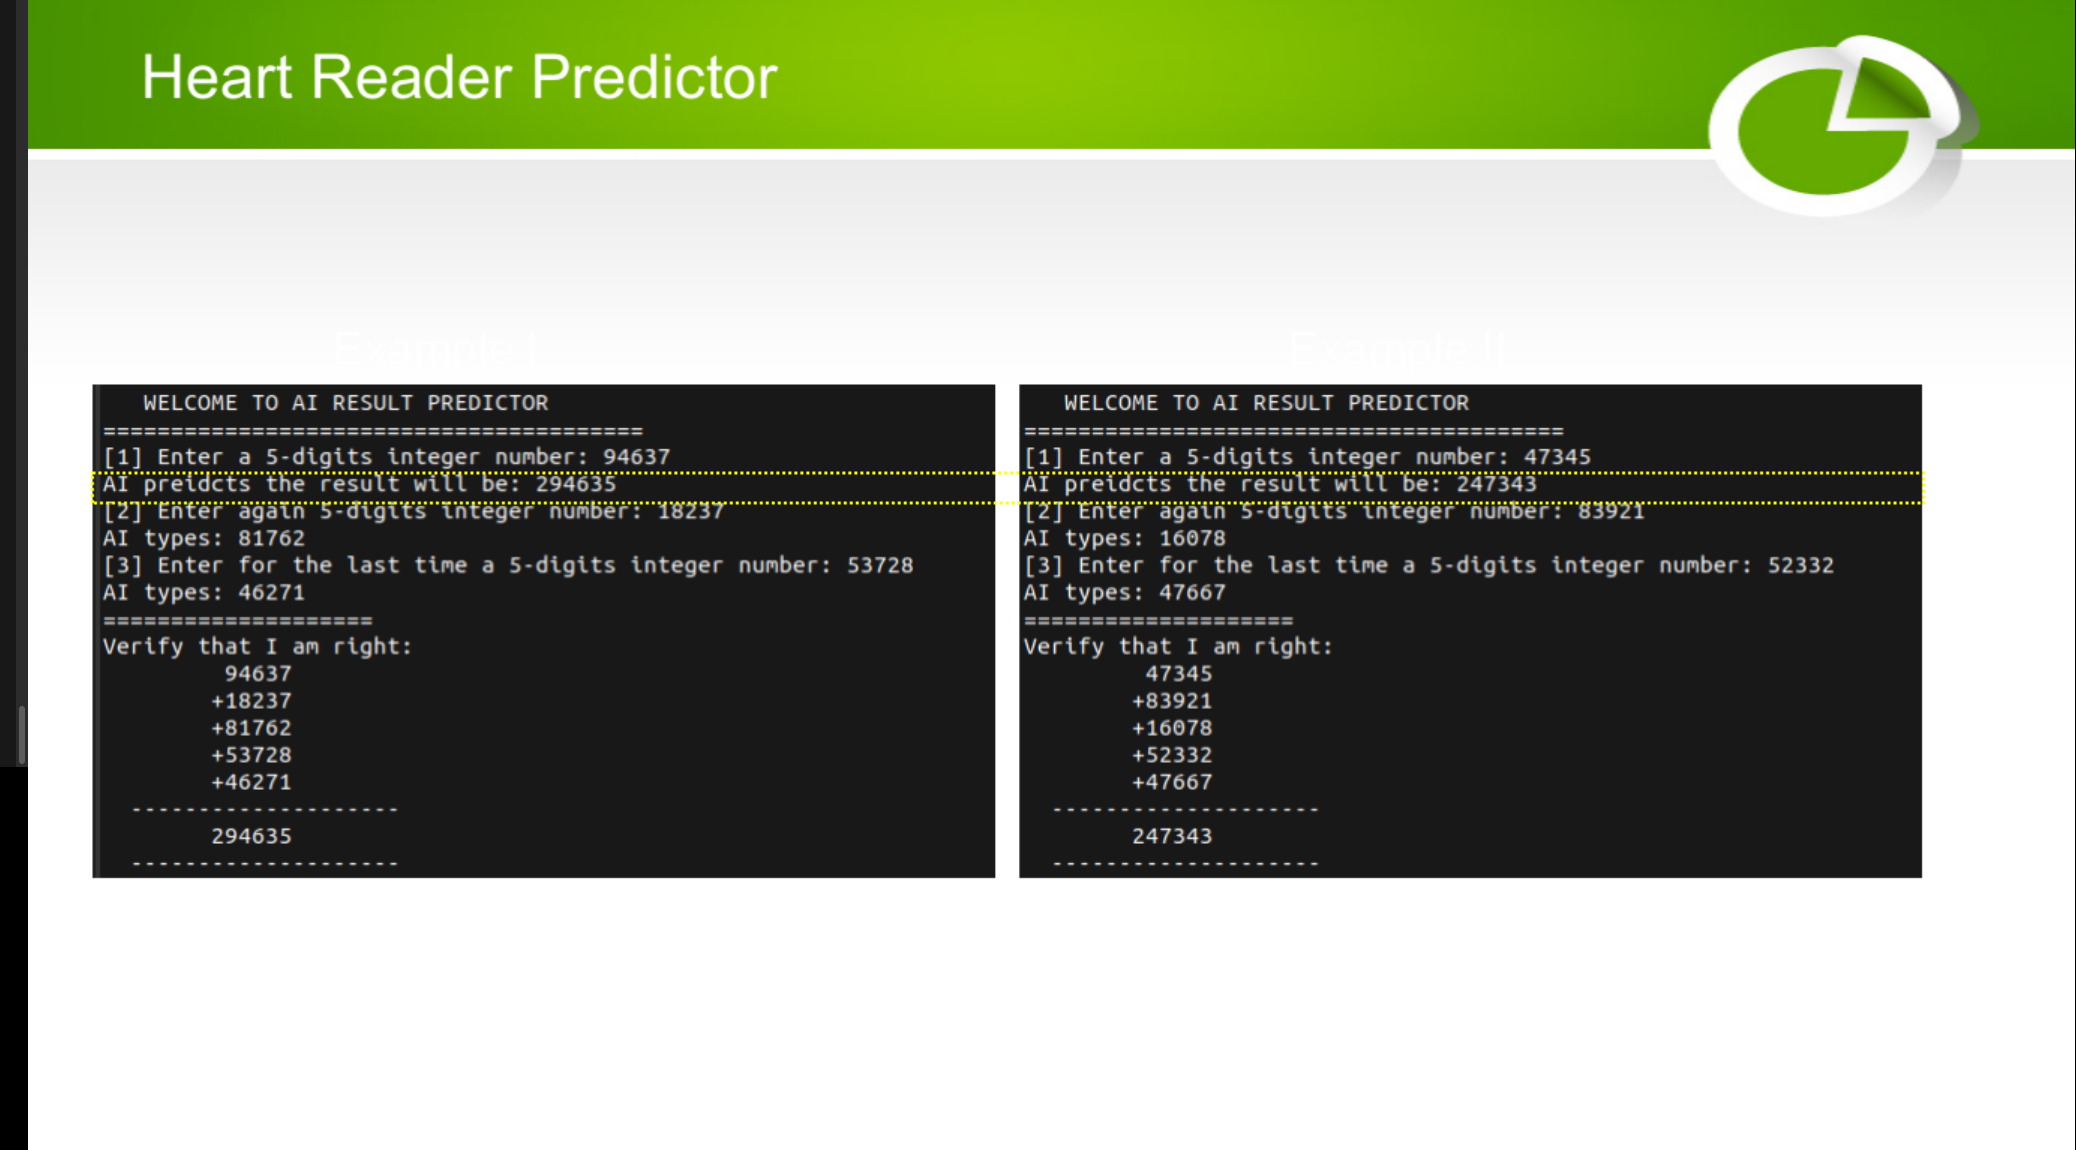 Heart Reader Predictor
Example I
Example II
WELCOME TO AI RESULT PREDICTOR
========================================
[1] Enter a 5-digits integer number: 94637
AI preidcts the result will be: 294635
[2] Enter again 5-digits integer number: 18237
AI types: 81762
[3] Enter for the last time a 5-digits integer number: 53728
AI types: 46271
====================
Verify that I am right:
94637
+18237
+81762
+53728
+46271
--------------------
294635
--------------------
WELCOME TO AI RESULT PREDICTOR
========================================
[1] Enter a 5-digits integer number: 47345
AI preidcts the result will be: 247343
[2] Enter again 5-digits integer number: 83921
AI types: 16078
[3] Enter for the last time a 5-digits integer number: 52332
AI types: 47667
====================
Verify that I am right:
47345
+83921
+16078
+52332
+47667
--------------------
247343
--------------------